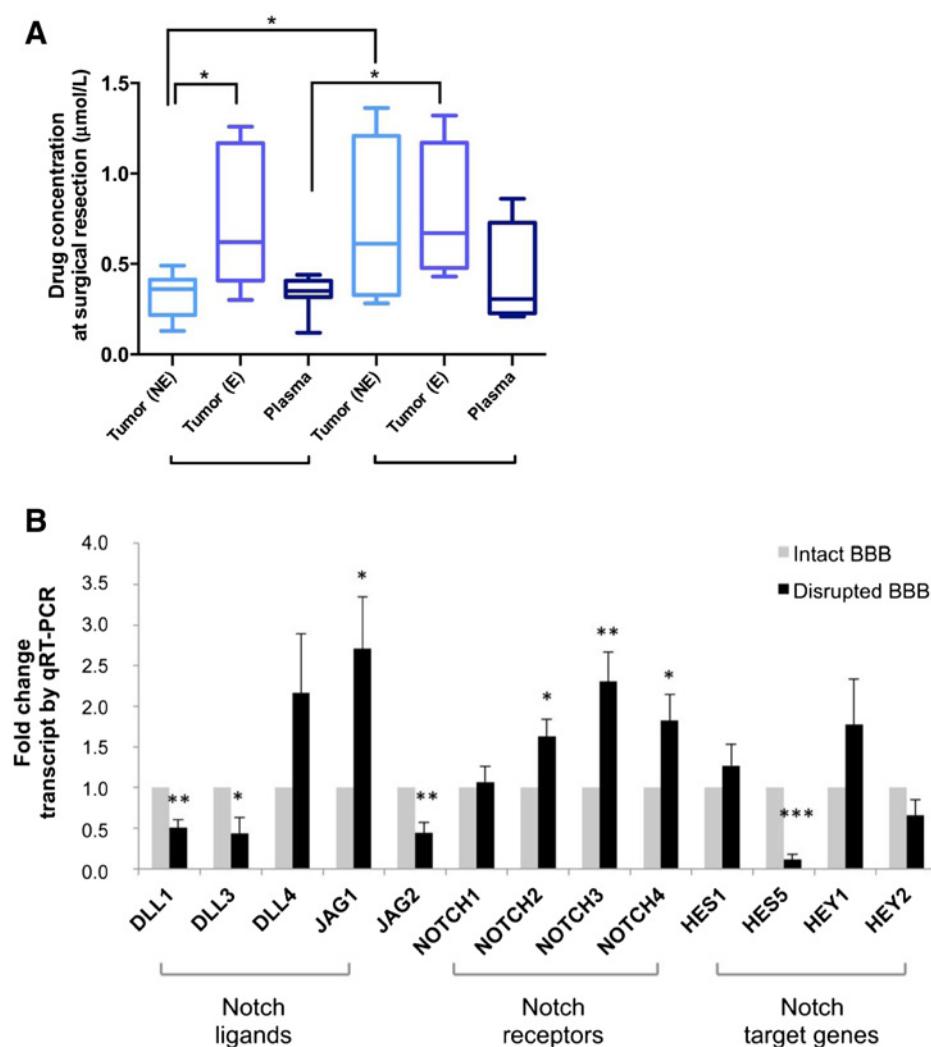 A
*
*
*
Drug concentration
at surgical resection (μmol/L)
1.5
1.0
0.5
0.0
Tumor (NE)
Tumor (E)
Plasma
Tumor (NE)
Tumor (E)
Plasma
B
Fold change
transcript by qRT-PCR
4.0
3.5
3.0
2.5
2.0
1.5
1.0
0.5
0.0
Intact BBB
Disrupted BBB
**
*
*
**
*
**
*
***
DLL1
DLL3
DLL4
JAG1
JAG2
NOTCH1
NOTCH2
NOTCH3
NOTCH4
HES1
HES5
HEY1
HEY2
Notch
ligands
Notch
receptors
Notch
target genes